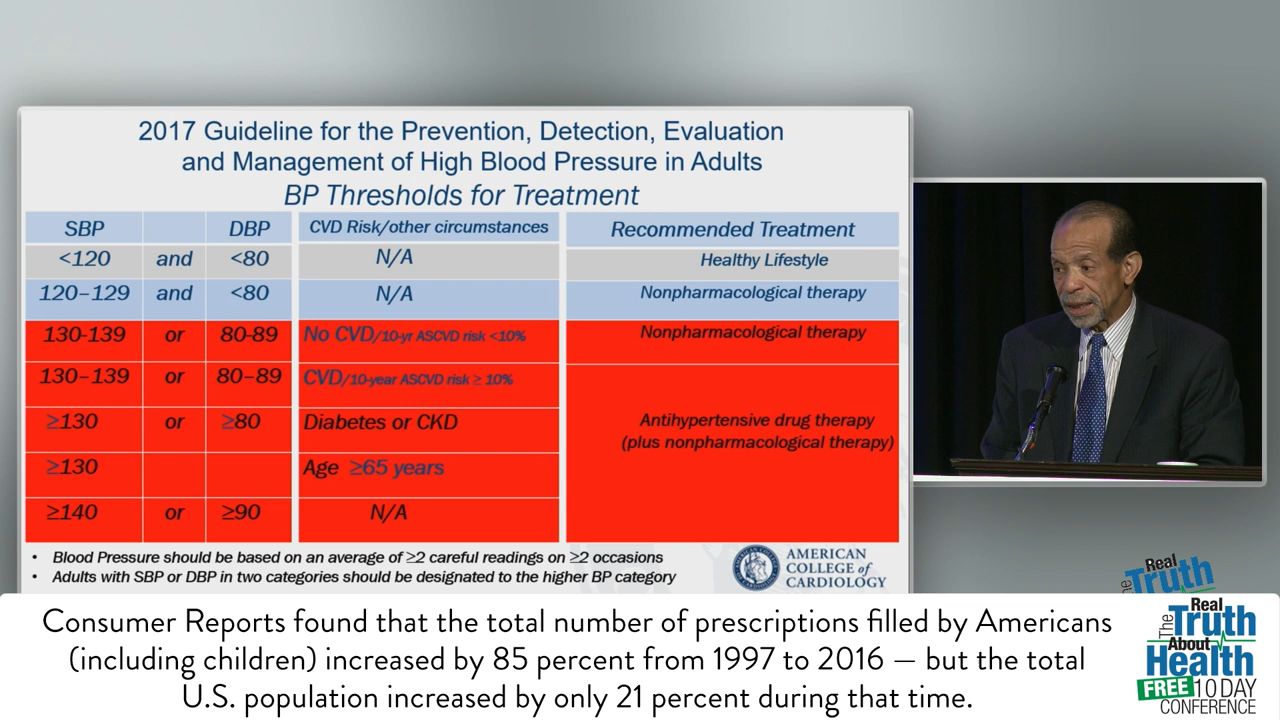 2017 Guideline for the Prevention, Detection, Evaluation
and Management of High Blood Pressure in Adults
BP Thresholds for Treatment
SBP DBP CVD Risk/other circumstances Recommended Treatment
<120 and <80 N/A Healthy Lifestyle
120–129 and <80 N/A Nonpharmacological therapy
130-139 or 80-89 No CVD/10-yr ASCVD risk <10% Nonpharmacological therapy
130–139 or 80–89 CVD/10-year ASCVD risk ≥ 10%
≥130 or ≥80 Diabetes or CKD Antihypertensive drug therapy
(plus nonpharmacological therapy)
≥130 Age ≥65 years
≥140 or ≥90 N/A
• Blood Pressure should be based on an average of ≥2 careful readings on ≥2 occasions
• Adults with SBP or DBP in two categories should be designated to the higher BP category
AMERICAN
COLLEGE of
CARDIOLOGY
The Real
Truth
Consumer Reports found that the total number of prescriptions filled by Americans
(including children) increased by 85 percent from 1997 to 2016 — but the total
U.S. population increased by only 21 percent during that time.
The Real
Truth
About
Health
FREE 10 DAY
CONFERENCE